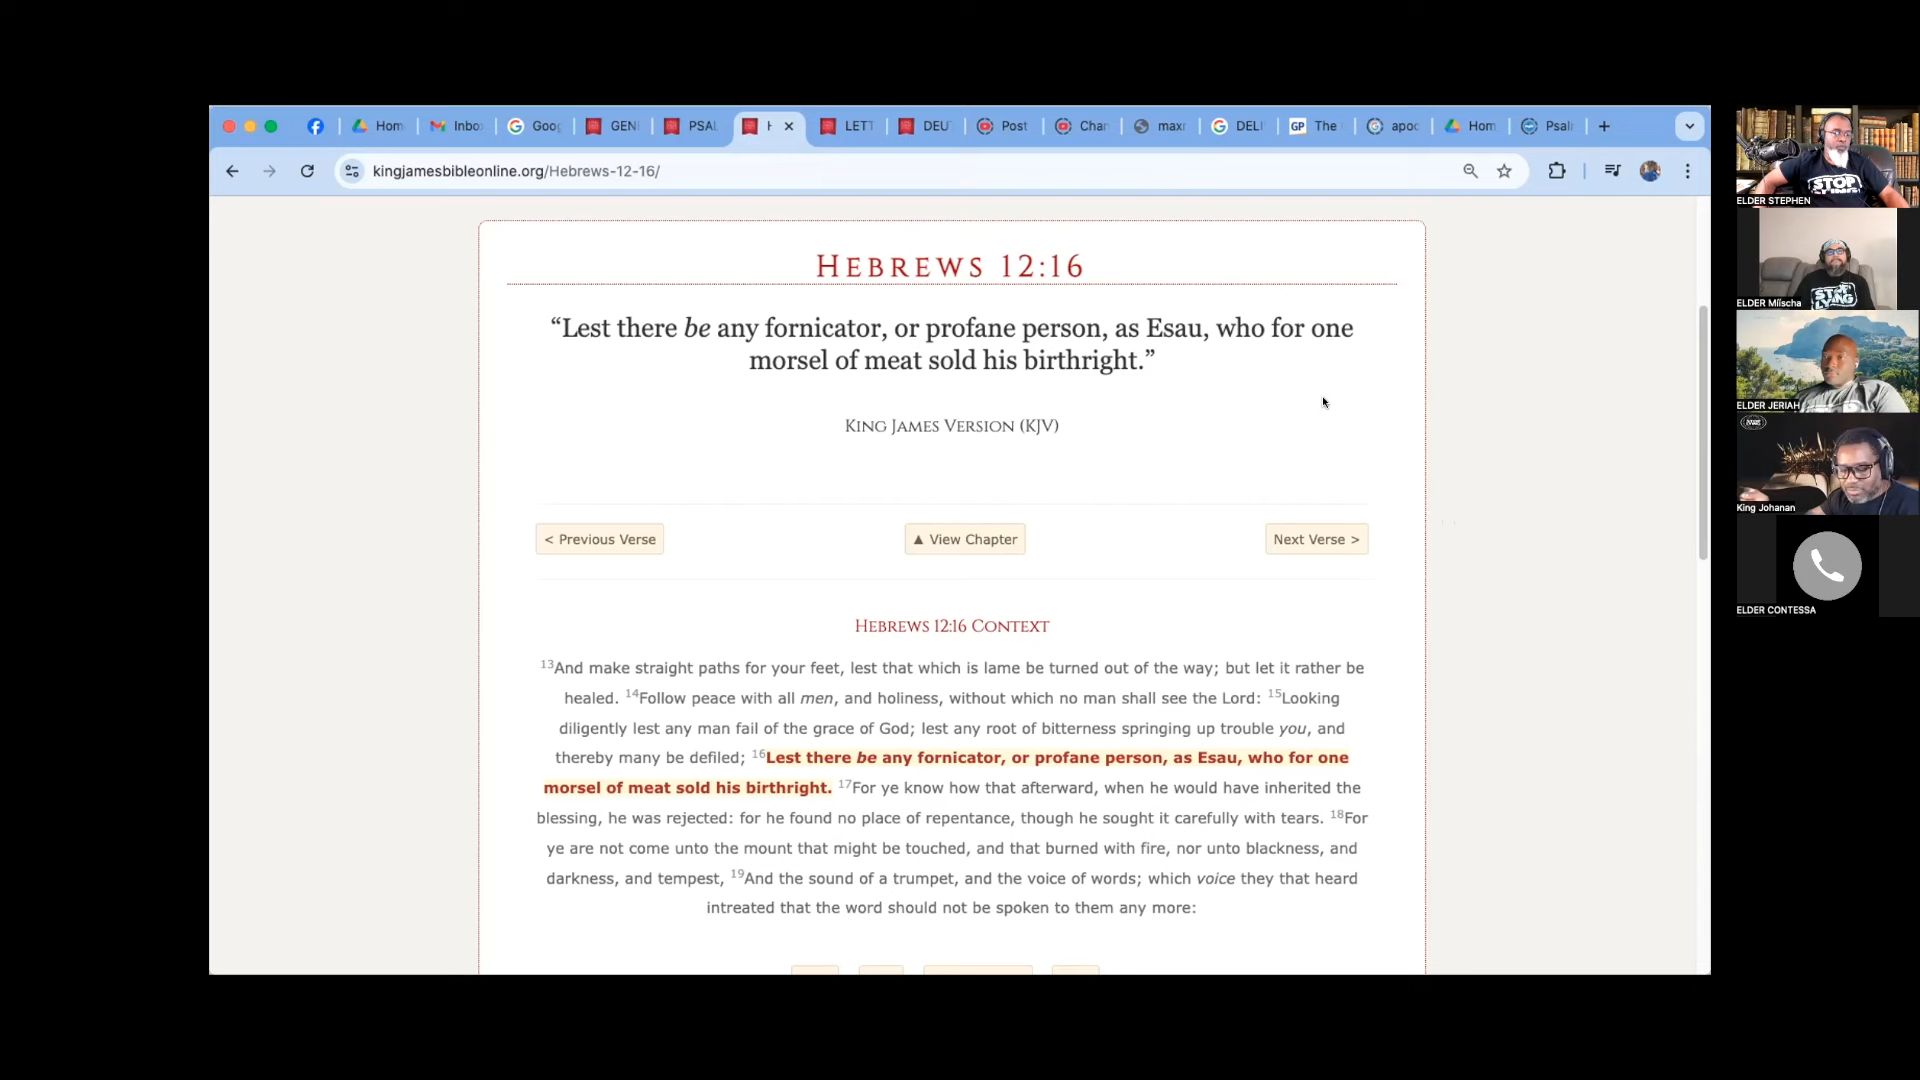 Hom
Inbo
Goo
GEN
PSA
H
LET
DEU
Post
Char
maxr
DELI
GP
The
apoc
Hom
Psal
kingjamesbibleonline.org/Hebrews-12-16/
HEBREWS 12:16
“Lest there be any fornicator, or profane person, as Esau, who for one
morsel of meat sold his birthright.”
KING JAMES VERSION (KJV)
< Previous Verse
▲ View Chapter
Next Verse >
HEBREWS 12:16 CONTEXT
13And make straight paths for your feet, lest that which is lame be turned out of the way; but let it rather be
healed. 14Follow peace with all men, and holiness, without which no man shall see the Lord: 15Looking
diligently lest any man fail of the grace of God; lest any root of bitterness springing up trouble you, and
thereby many be defiled; 16Lest there be any fornicator, or profane person, as Esau, who for one
morsel of meat sold his birthright. 17For ye know how that afterward, when he would have inherited the
blessing, he was rejected: for he found no place of repentance, though he sought it carefully with tears. 18For
ye are not come unto the mount that might be touched, and that burned with fire, nor unto blackness, and
darkness, and tempest, 19And the sound of a trumpet, and the voice of words; which voice they that heard
intreated that the word should not be spoken to them any more:
STOP
ELDER STEPHEN
STOP
LYING
ELDER Miischa
ELDER JERIAH
King Johanan
ELDER CONTESSA